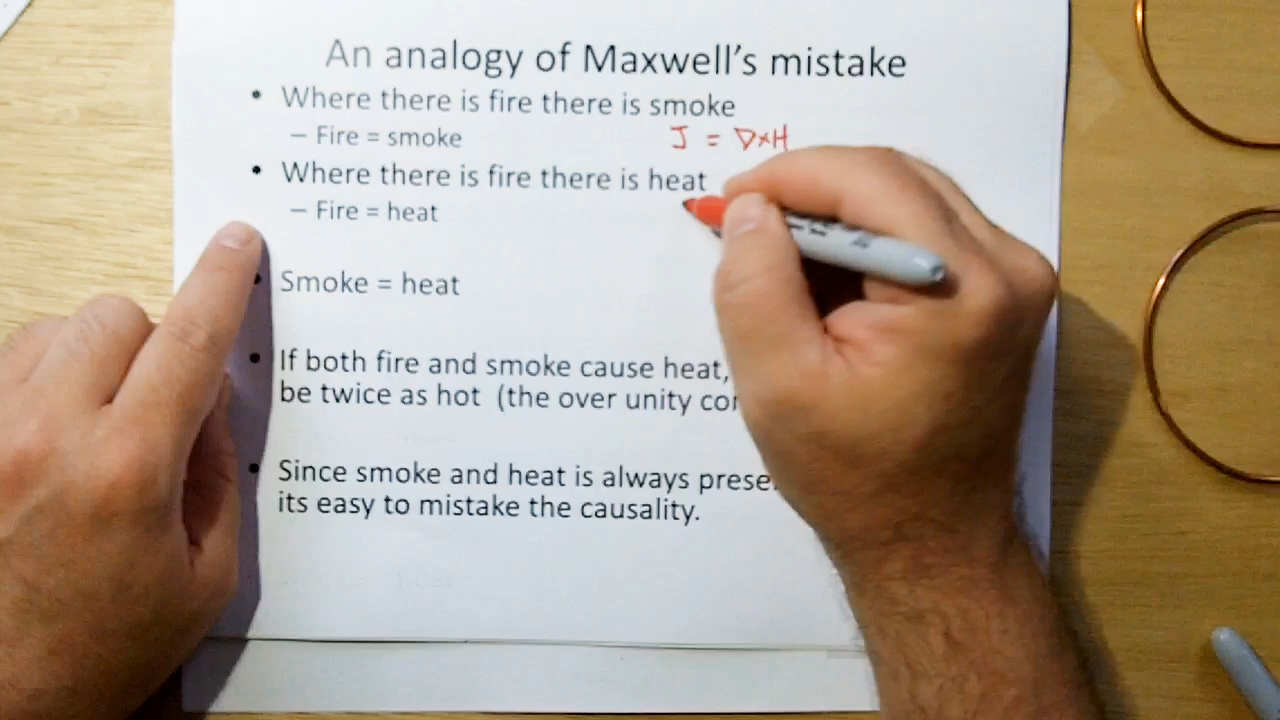 An analogy of Maxwell's mistake
• Where there is fire there is smoke
– Fire = smoke J = ∇×H
• Where there is fire there is heat
– Fire = heat
• Smoke = heat
• If both fire and smoke cause heat,
be twice as hot (the over unity
• Since smoke and heat is always
its easy to mistake the causality.